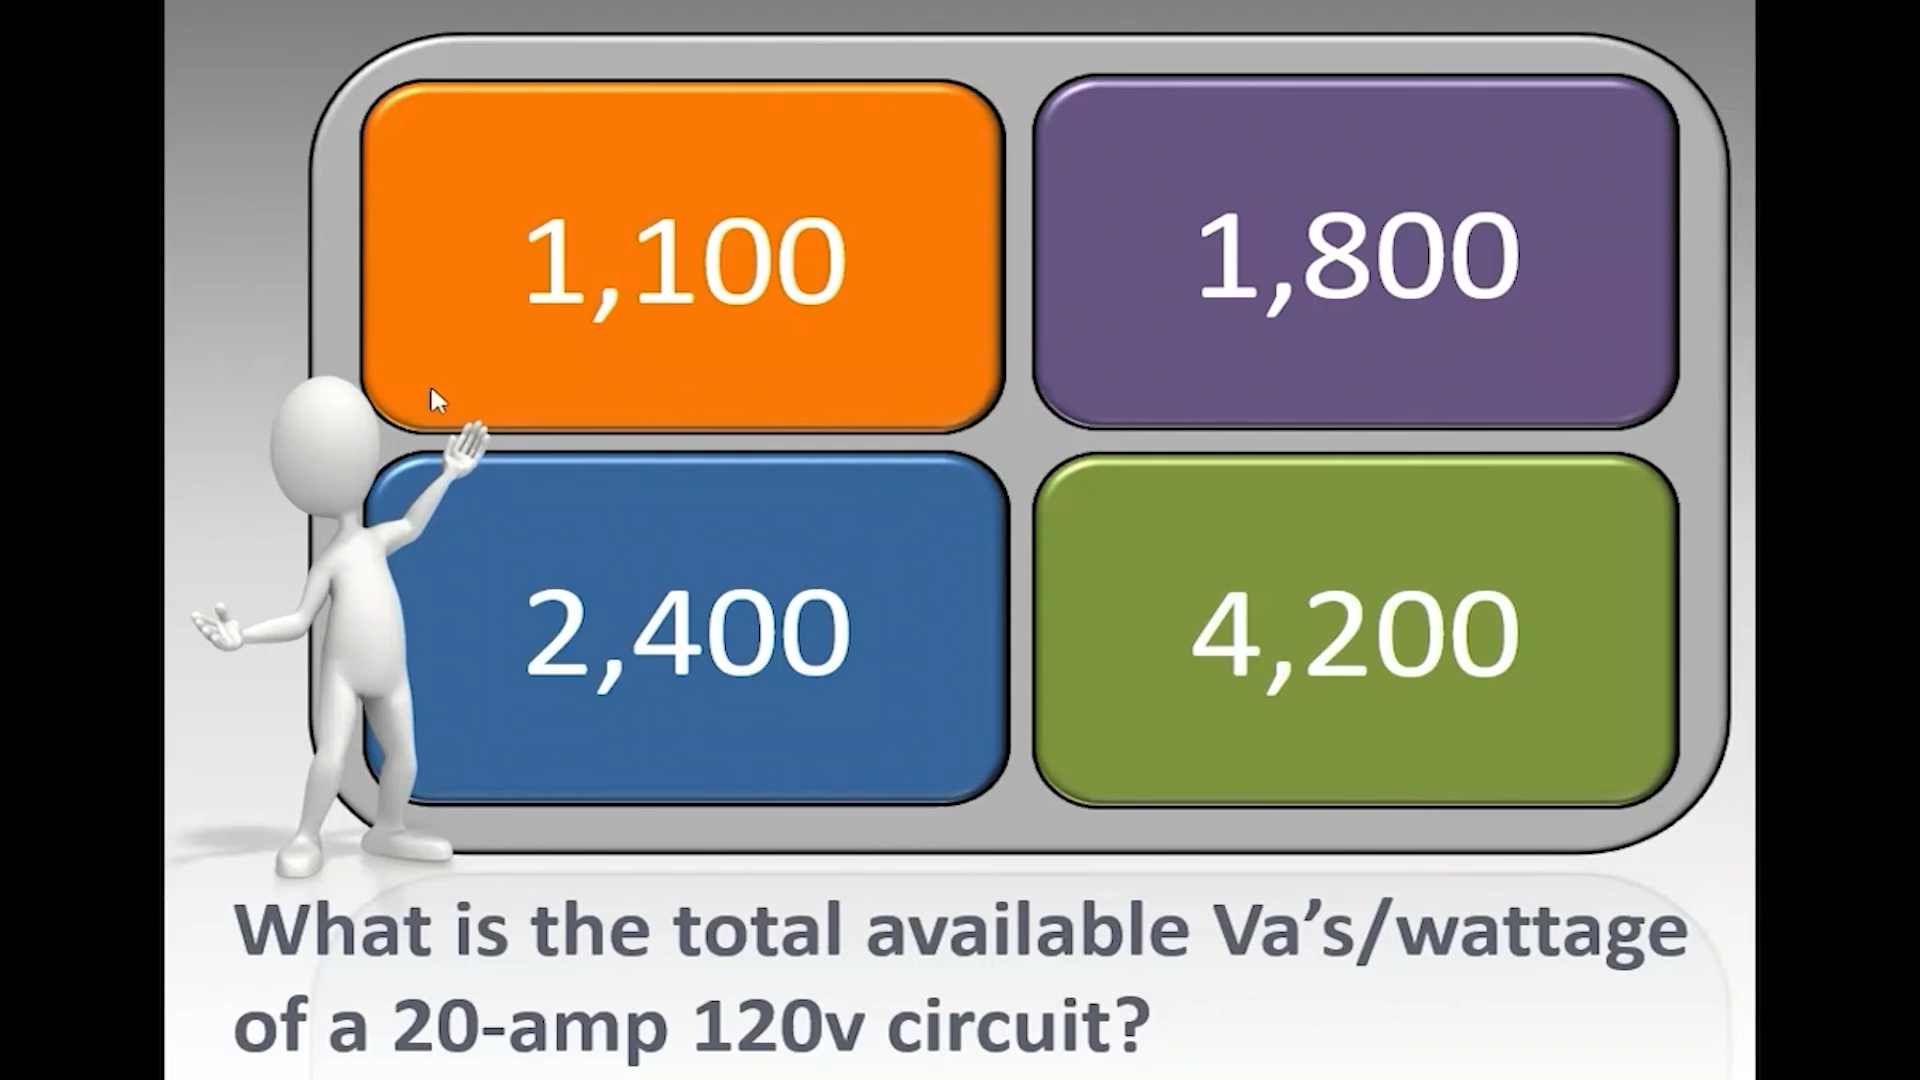 1,100
1,800
2,400
4,200
What is the total available Va’s/wattage
of a 20-amp 120v circuit?